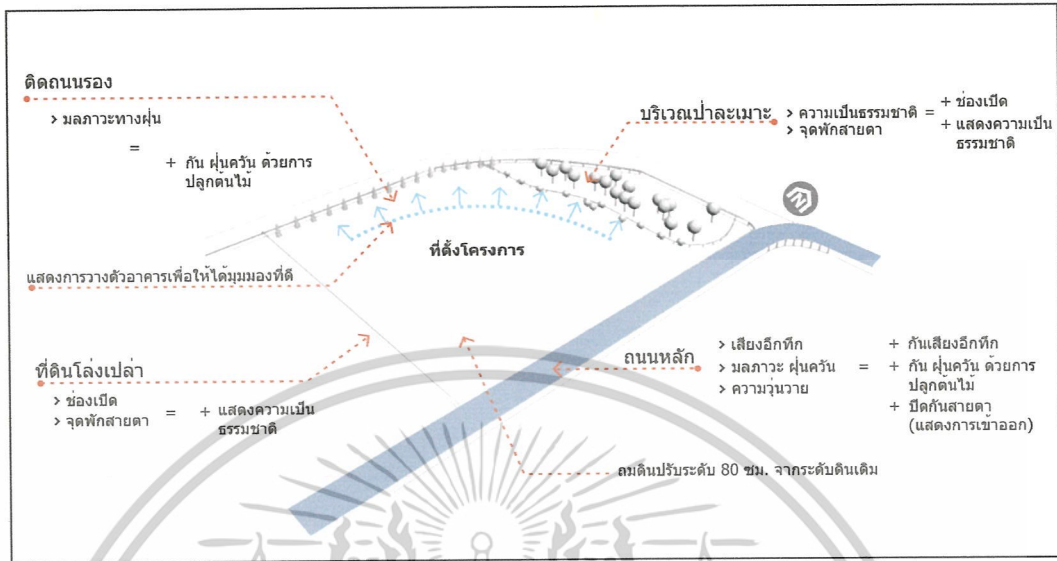 ติดถนนรอง
> มลภาวะทางฝุ่น
=
+ กัน ฝุ่นควัน ด้วยการ
ปลูกต้นไม้
บริเวณป่าละเมาะ
> ความเป็นธรรมชาติ = + ช่องเปิด
> จุดพักสายตา + แสดงความเป็น
ธรรมชาติ
ที่ตั้งโครงการ
แสดงการวางตัวอาคารเพื่อให้ได้มุมมองที่ดี
ที่ดินโล่งเปล่า
> ช่องเปิด
> จุดพักสายตา = + แสดงความเป็น
ธรรมชาติ
ถนนหลัก
> เสียงอึกทึก + กันเสียงอึกทึก
> มลภาวะ ฝุ่นควัน = + กัน ฝุ่นควัน ด้วยการ
> ความวุ่นวาย ปลูกต้นไม้
+ ปิดกันสายตา
(แสดงการเข้าออก)
ถมดินปรับระดับ 80 ซม. จากระดับดินเดิม